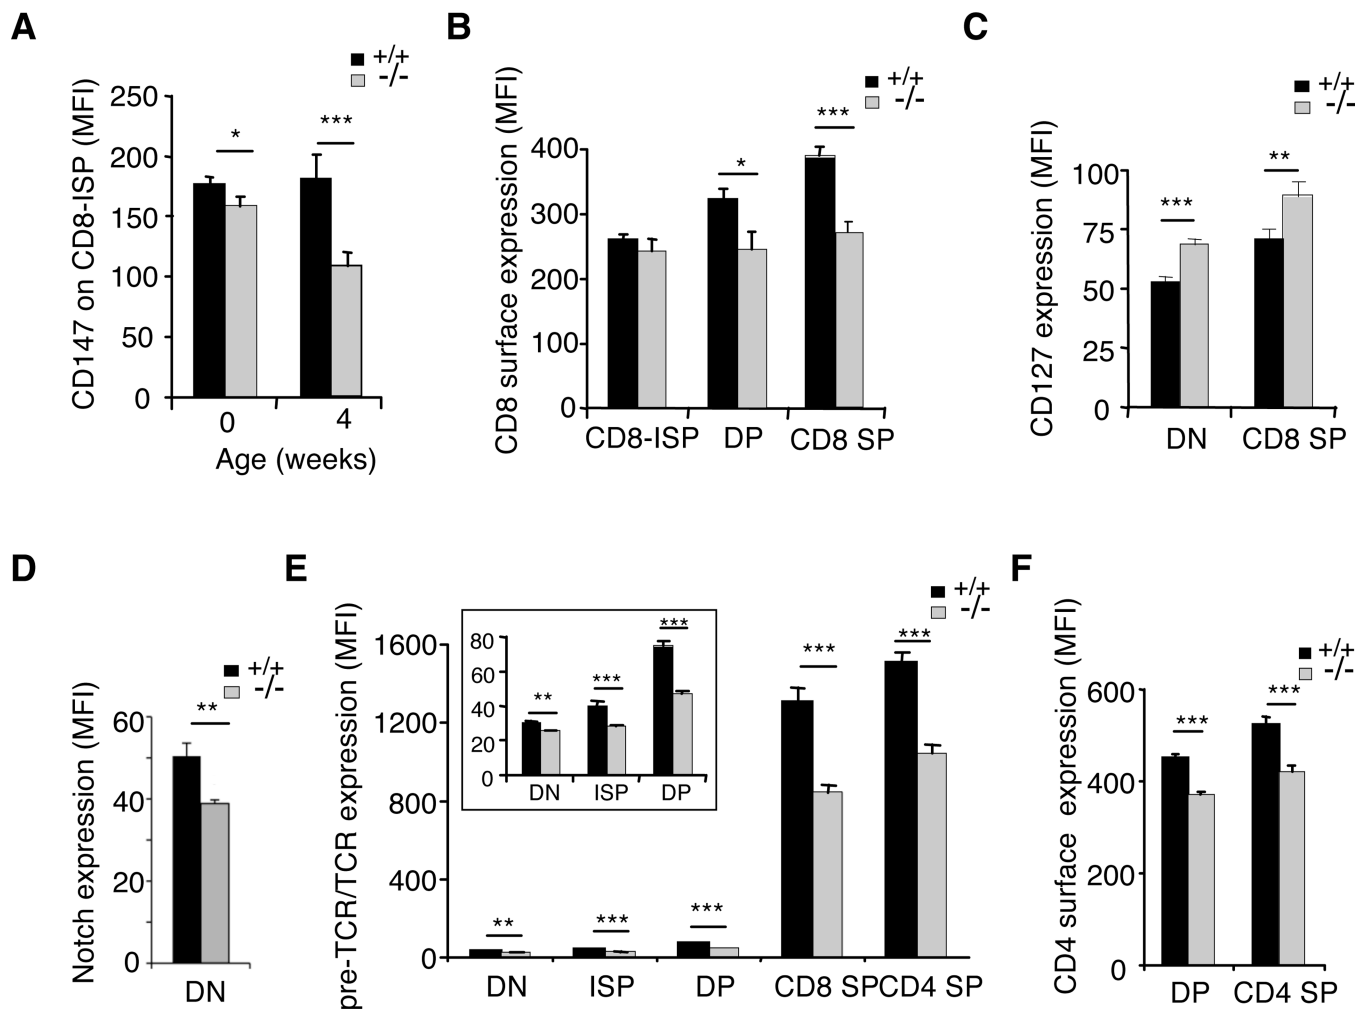 A
+/+
-/-
CD147 on CD8-ISP (MFI)
250
200
150
100
50
0
*
***
0
4
Age (weeks)
B
+/+
-/-
CD8 surface expression (MFI)
400
300
200
100
0
*
***
CD8-ISP
DP
CD8 SP
C
+/+
-/-
CD127 expression (MFI)
100
75
50
25
0
***
**
DN
CD8 SP
D
+/+
-/-
Notch expression (MFI)
60
40
20
0
**
DN
E
+/+
-/-
pre-TCR/TCR expression (MFI)
1600
1200
800
400
0
80
60
40
20
0
**
***
***
DN
ISP
DP
**
***
***
***
***
DN
ISP
DP
CD8 SP
CD4 SP
F
+/+
-/-
CD4 surface expression (MFI)
600
400
200
0
***
***
DP
CD4 SP